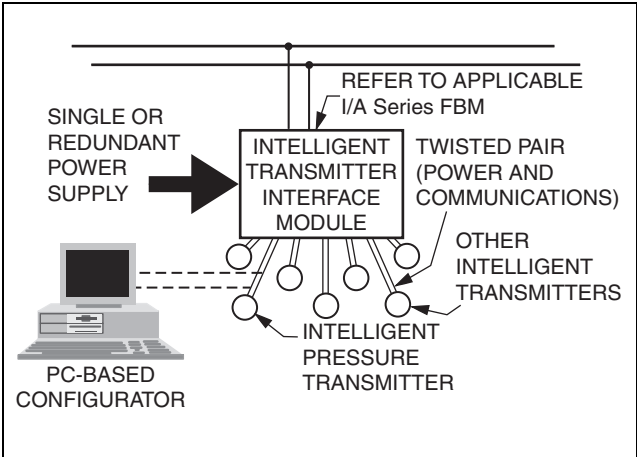 REFER TO APPLICABLE
I/A Series FBM
SINGLE OR
REDUNDANT
POWER
SUPPLY
INTELLIGENT
TRANSMITTER
INTERFACE
MODULE
TWISTED PAIR
(POWER AND
COMMUNICATIONS)
OTHER
INTELLIGENT
TRANSMITTERS
INTELLIGENT
PRESSURE
TRANSMITTER
PC-BASED
CONFIGURATOR